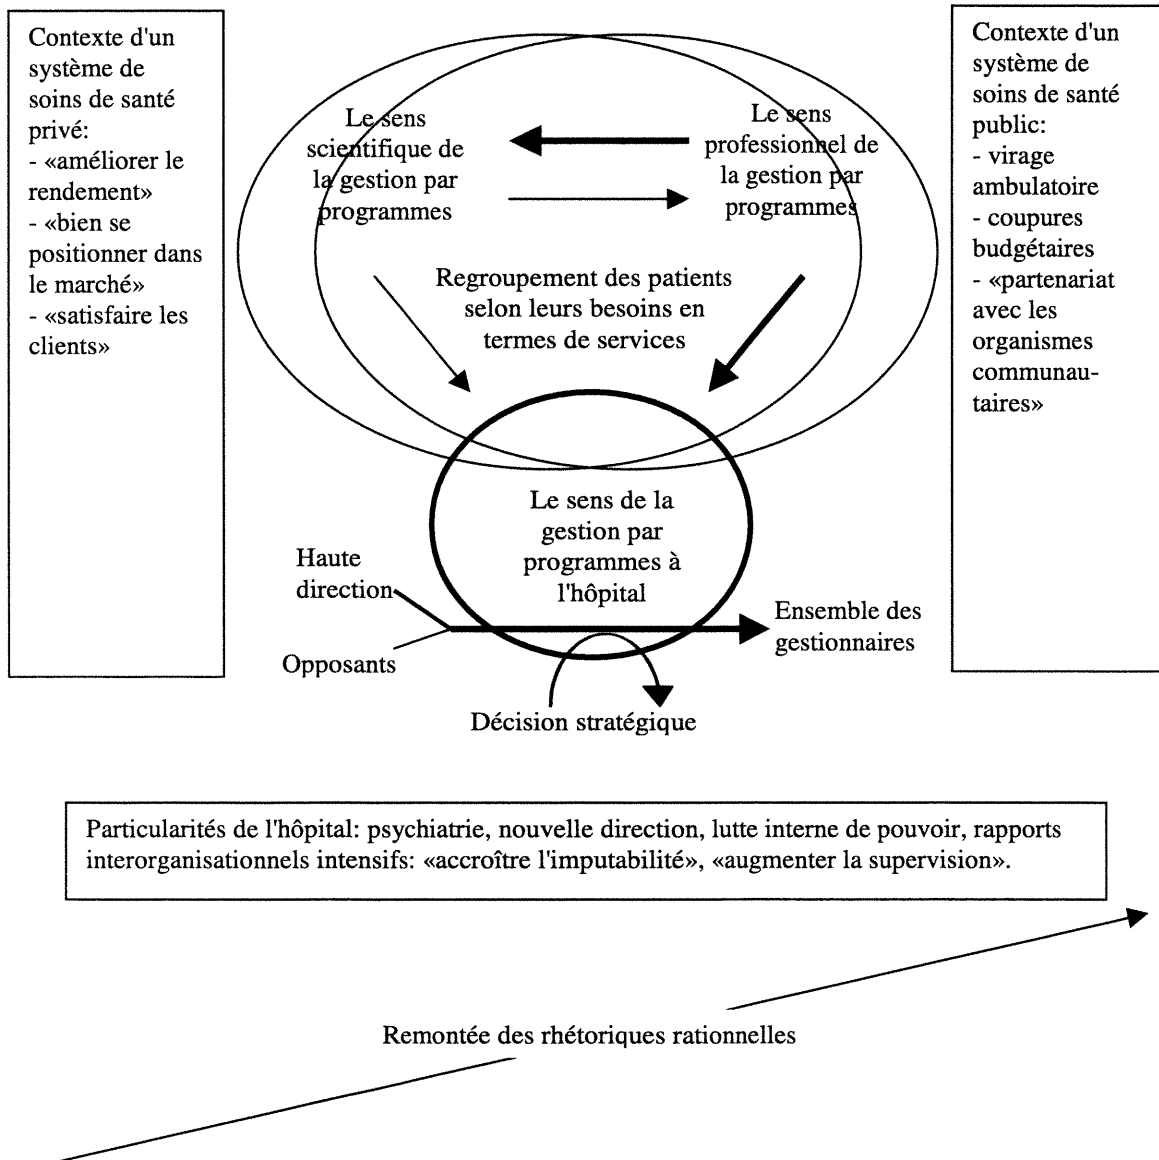 Contexte d'un
système de
soins de santé
privé:
- «améliorer le
rendement»
- «bien se
positionner dans
le marché»
- «satisfaire les
clients»
Le sens
scientifique de
la gestion par
programmes
Le sens
professionnel de
la gestion par
programmes
Regroupement des patients
selon leurs besoins en
termes de services
Contexte d'un
système de
soins de santé
public:
- virage
ambulatoire
- coupures
budgétaires
- «partenariat
avec les
organismes
communau-
taires»
Le sens de la
gestion par
programmes à
l'hôpital
Haute
direction
Opposants
Ensemble des
gestionnaires
Décision stratégique
Particularités de l'hôpital: psychiatrie, nouvelle direction, lutte interne de pouvoir, rapports
interorganisationnels intensifs: «accroître l'imputabilité», «augmenter la supervision».
Remontée des rhétoriques rationnelles